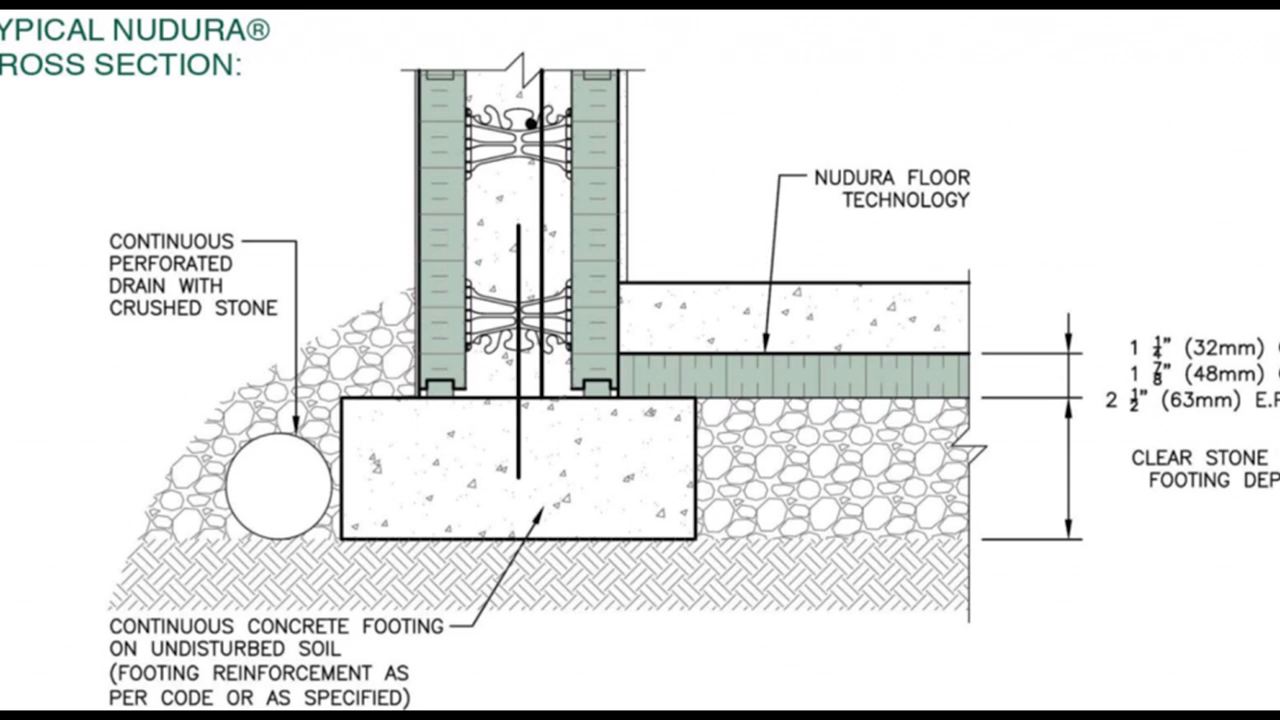 YPICAL NUDURA®
ROSS SECTION:
NUDURA FLOOR
TECHNOLOGY
CONTINUOUS
PERFORATED
DRAIN WITH
CRUSHED STONE
1 ¼" (32mm)
1 ⅞" (48mm)
2 ½" (63mm) E.P
CLEAR STONE
FOOTING DEP
CONTINUOUS CONCRETE FOOTING
ON UNDISTURBED SOIL
(FOOTING REINFORCEMENT AS
PER CODE OR AS SPECIFIED)